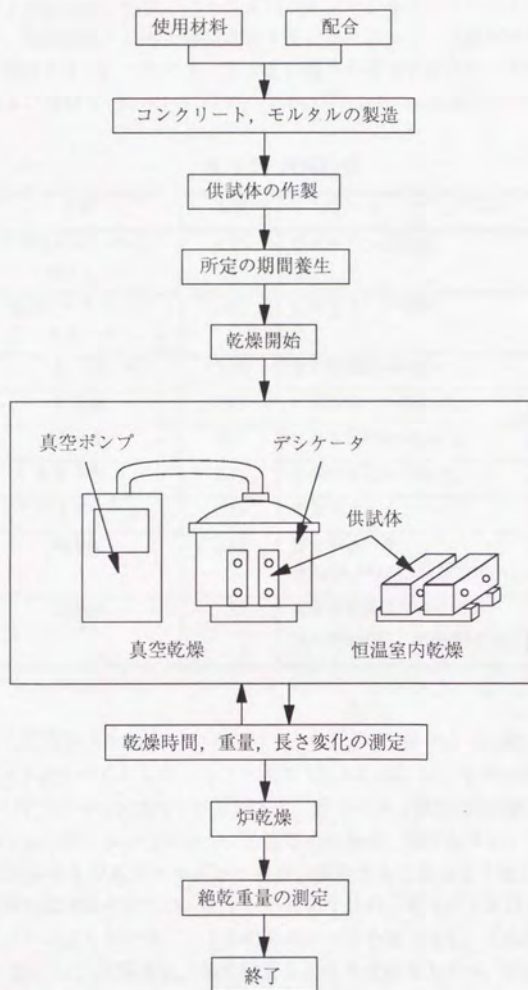 使用材料
配合
コンクリート，モルタルの製造
供試体の作製
所定の期間養生
乾燥開始
真空ポンプ
デシケータ
供試体
真空乾燥
恒温室内乾燥
乾燥時間，重量，長さ変化の測定
炉乾燥
絶乾重量の測定
終了